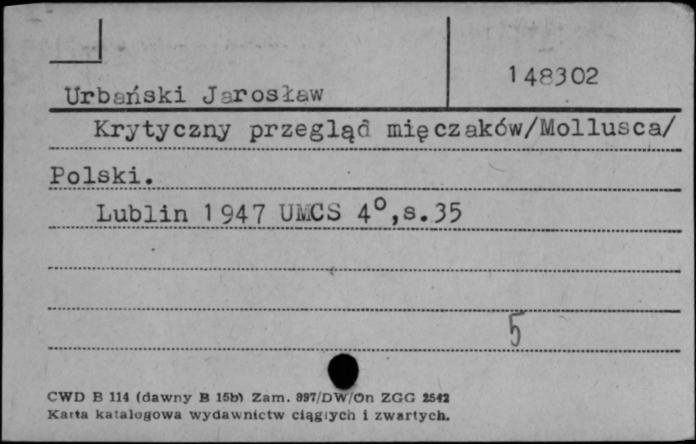 148302
Urbański Jarosław
Krytyczny przegląd mięczaków/Mollusca/
Polski.
Lublin 1947 UMCS 4°,s.35
5
CWD B 114 (dawny B 15b) Zam. 897/DW/On ZGG 2542
Karta katalogowa wydawnictw ciągłych i zwartych.